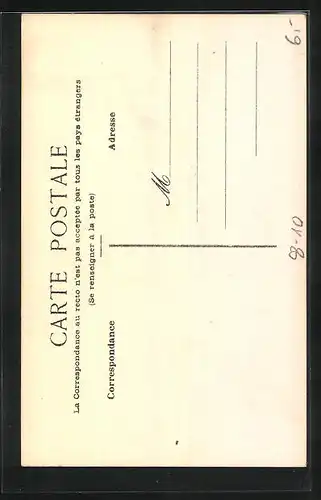 CARTE POSTALE
La Correspondance au recto n'est pas acceptée par tous les pays étrangers
(Se renseigner à la poste)
Correspondance
Adresse
M
8-10
6,-